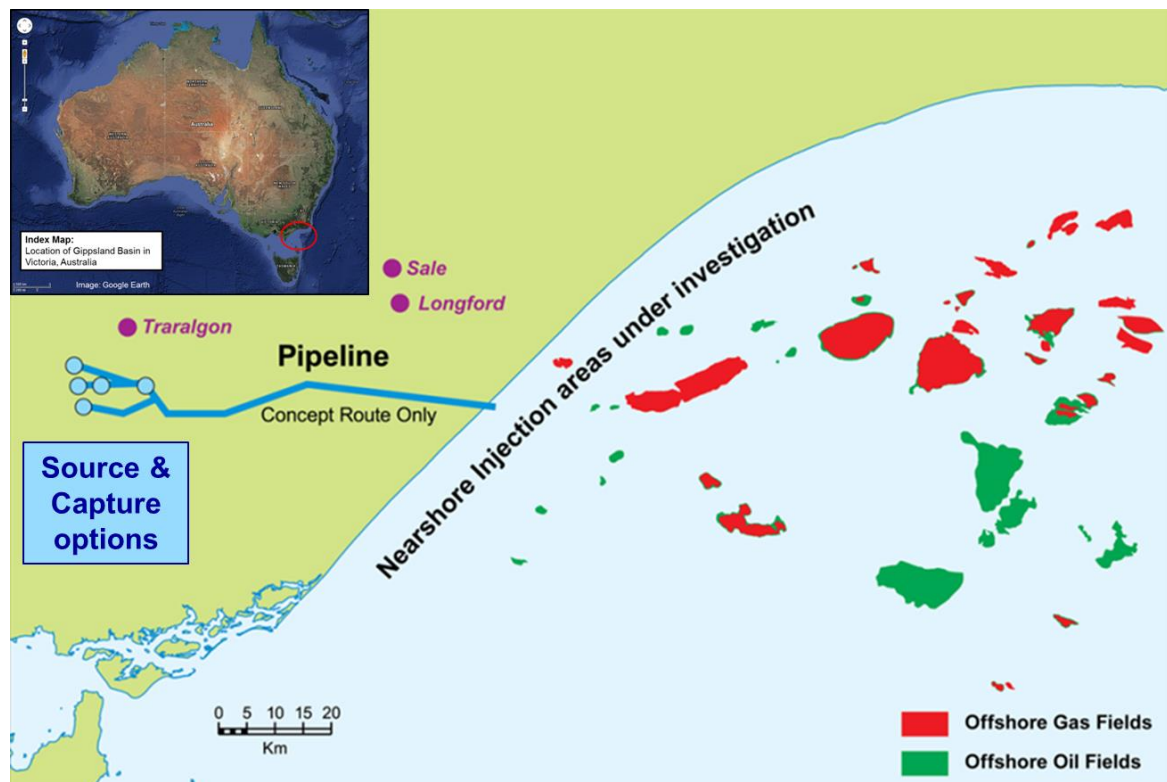 Australia
Index Map:
Location of Gippsland Basin in
Victoria, Australia
Image: Google Earth
Sale
Longford
Traralgon
Pipeline
Concept Route Only
Source &
Capture
options
Nearshore Injection areas under investigation
0 5 10 15 20
Km
Offshore Gas Fields
Offshore Oil Fields